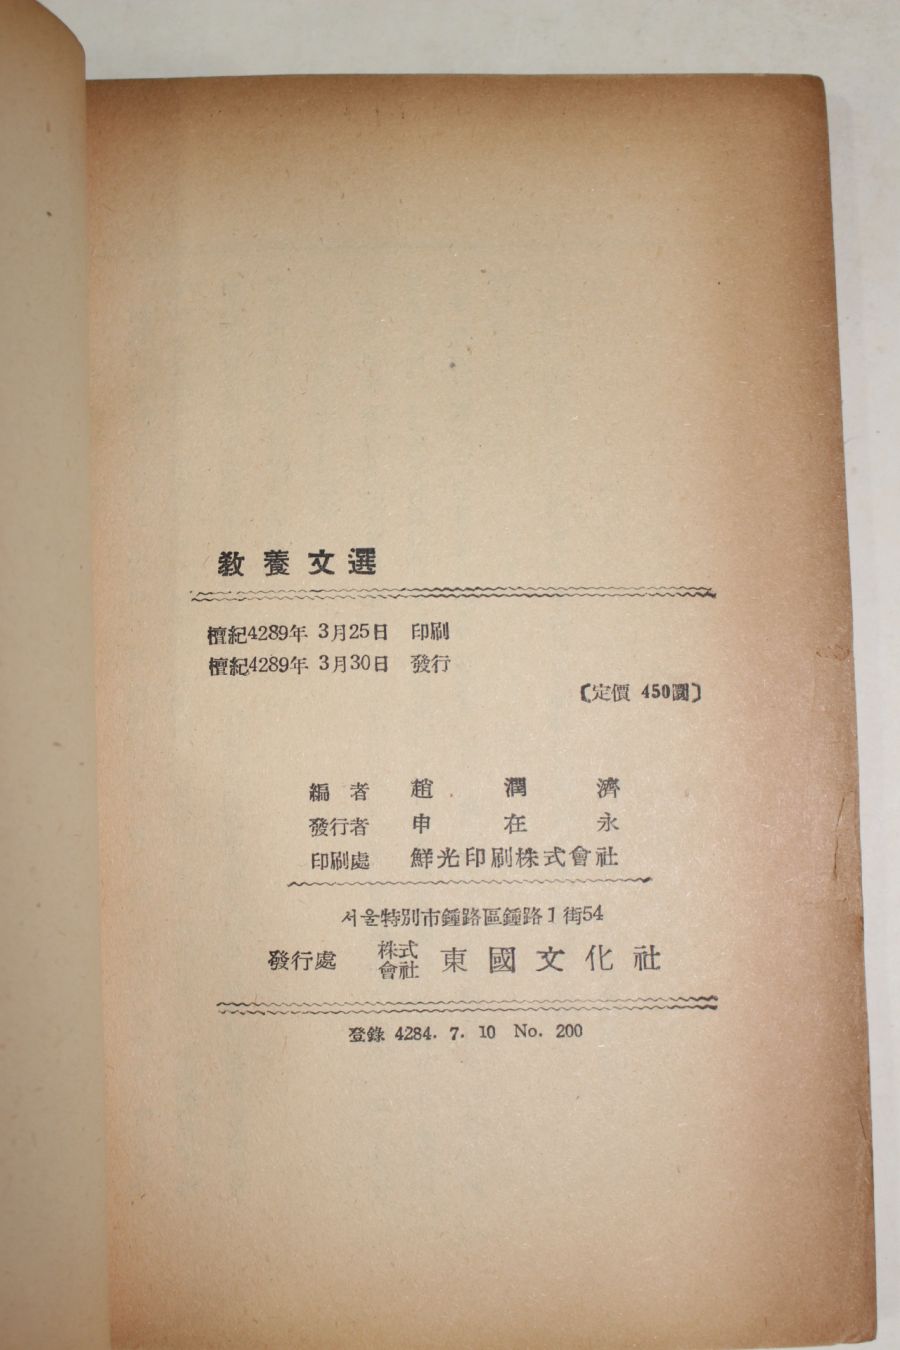 敎養文選
檀紀4289年 3月25日 印刷
檀紀4289年 3月30日 發行
〔定價 450圜〕
編者 趙潤濟
發行者 申在永
印刷處 鮮光印刷株式會社
서울特別市鍾路區鍾路1街54
發行處 株式會社 東國文化社
登錄 4284. 7. 10 No. 200